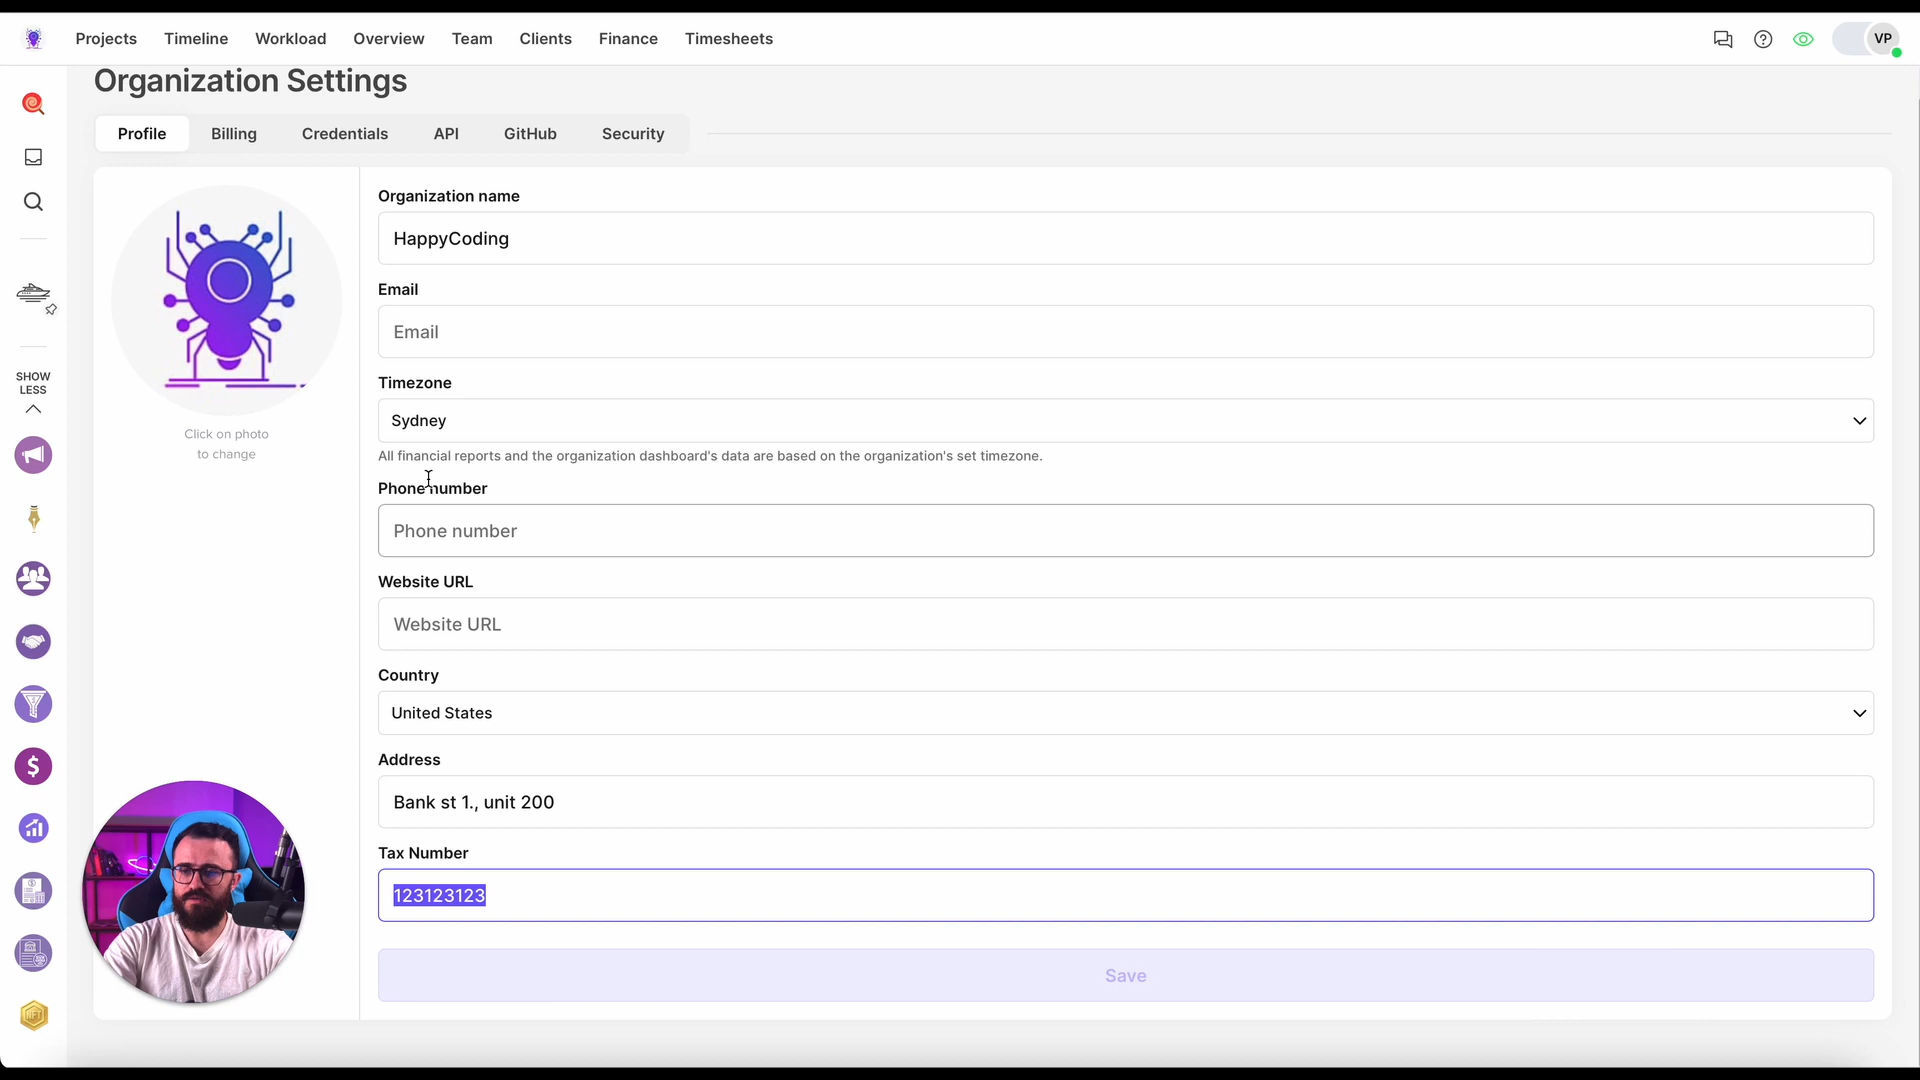 Projects
Timeline
Workload
Overview
Team
Clients
Finance
Timesheets
VP
Organization Settings
Profile
Billing
Credentials
API
GitHub
Security
SHOW
LESS
Click on photo
to change
Organization name
HappyCoding
Email
Email
Timezone
Sydney
All financial reports and the organization dashboard's data are based on the organization's set timezone.
Phone number
Phone number
Website URL
Website URL
Country
United States
Address
Bank st 1., unit 200
Tax Number
123123123
Save
NFT